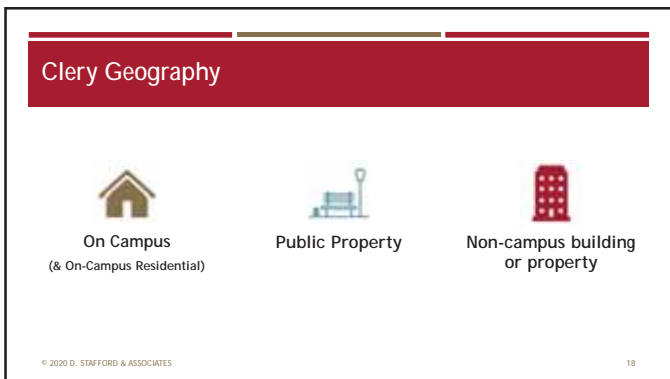 Clery Geography
On Campus
(& On-Campus Residential)
Public Property
Non-campus building
or property
© 2020 D. STAFFORD & ASSOCIATES
18